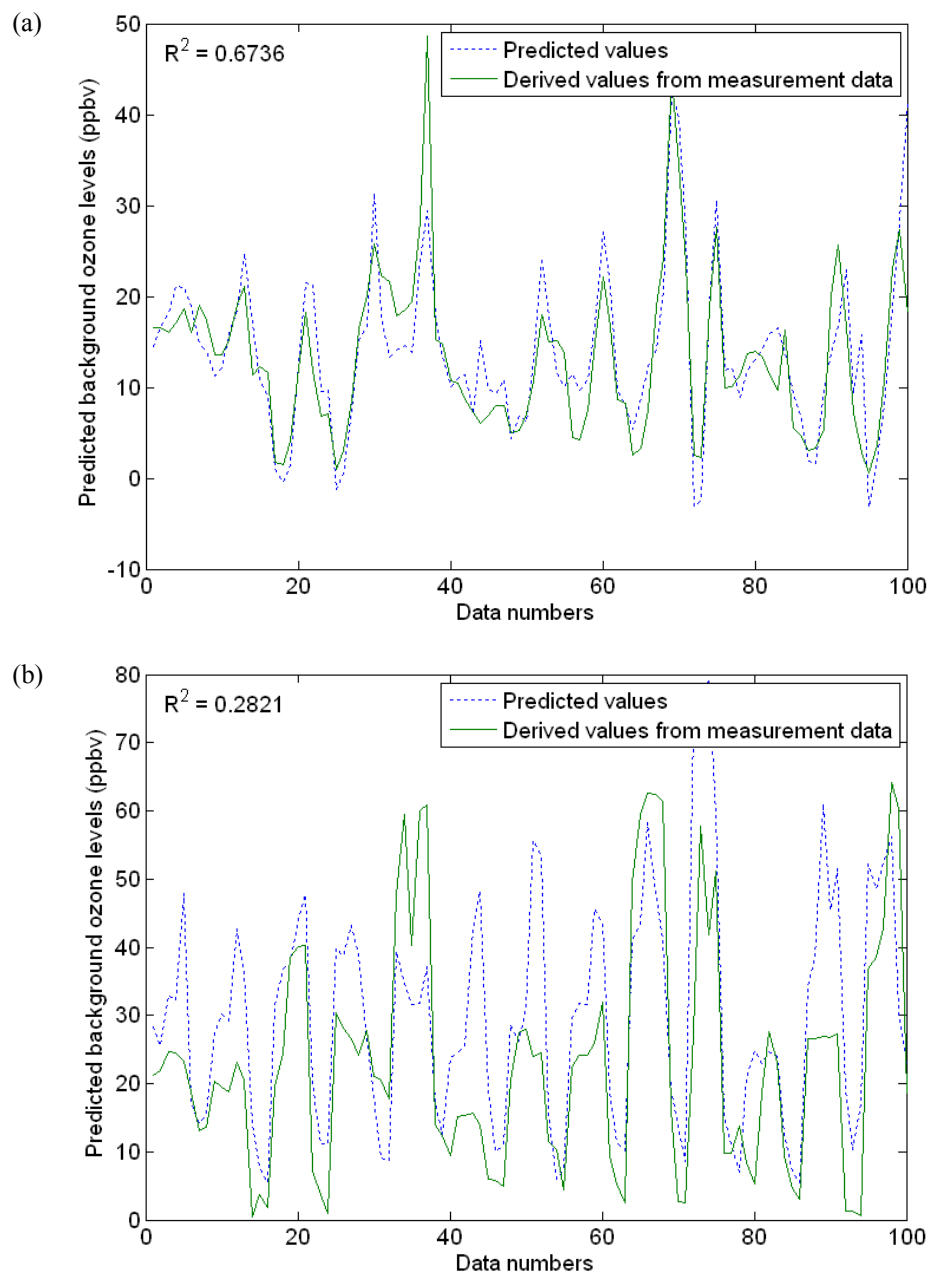 (a)
R² = 0.6736
Predicted values
Derived values from measurement data
Predicted background ozone levels (ppbv)
50
40
30
20
10
0
-10
0 20 40 60 80 100
Data numbers
(b)
R² = 0.2821
Predicted values
Derived values from measurement data
Predicted background ozone levels (ppbv)
80
70
60
50
40
30
20
10
0
0 20 40 60 80 100
Data numbers